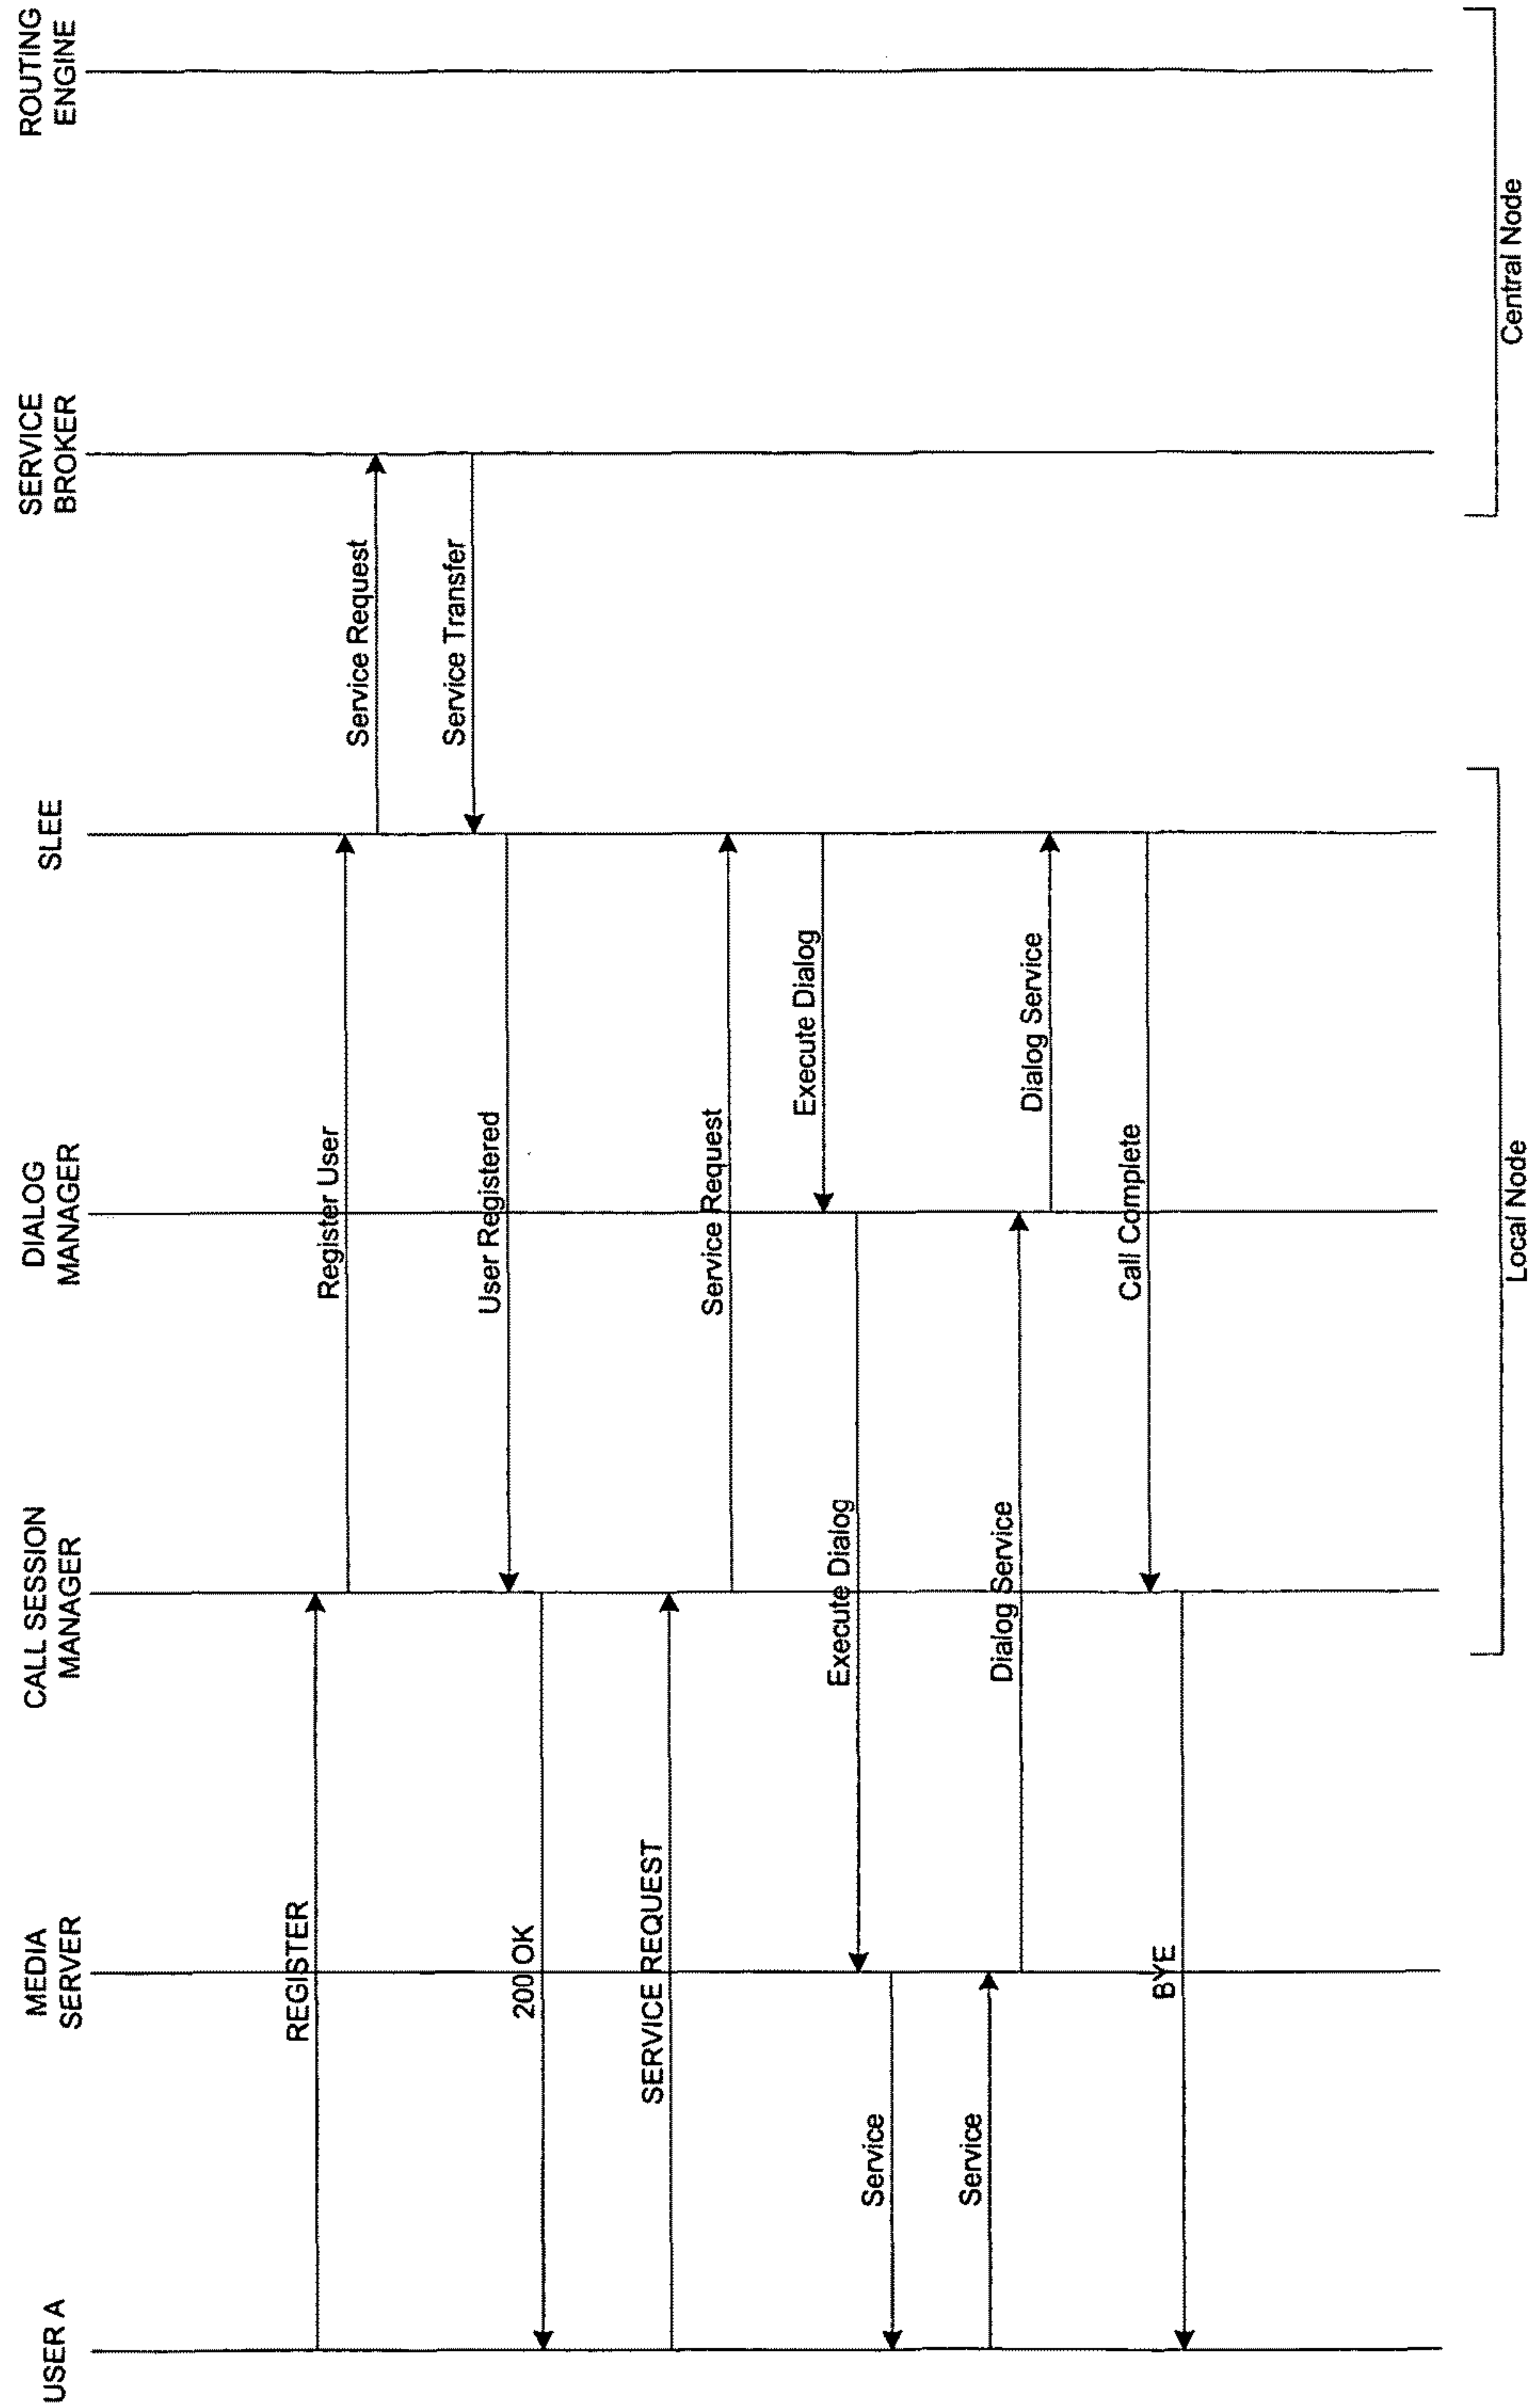 USER A
MEDIA
SERVER
CALL SESSION
MANAGER
DIALOG
MANAGER
SLEE
SERVICE
BROKER
ROUTING
ENGINE
REGISTER
Register User
Service Request
Service Transfer
User Registered
200 OK
SERVICE REQUEST
Service Request
Execute Dialog
Execute Dialog
Service
Service
Dialog Service
Dialog Service
Call Complete
BYE
Local Node
Central Node